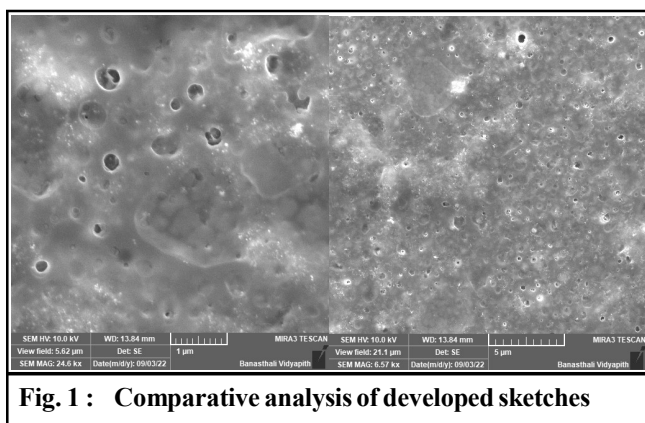 SEM HV: 10.0 kV WD: 13.84 mm MIRA3 TESCAN
View field: 5.62 µm Det: SE 1 µm
SEM MAG: 24.6 kx Date(m/d/y): 09/03/22 Banasthali Vidyapith
SEM HV: 10.0 kV WD: 13.84 mm MIRA3 TESCAN
View field: 21.1 µm Det: SE 5 µm
SEM MAG: 6.57 kx Date(m/d/y): 09/03/22 Banasthali Vidyapith
Fig. 1 : Comparative analysis of developed sketches